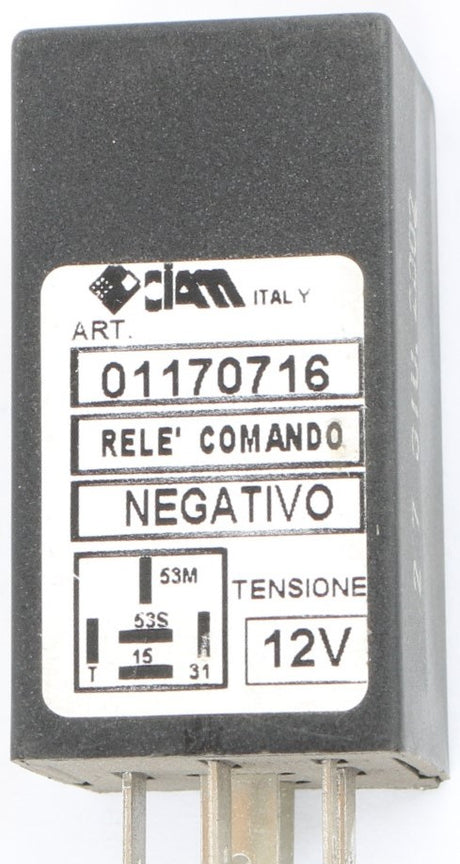 ciam ITALY
ART.
01170716
RELE' COMANDO
NEGATIVO
53M
53S
15
T
31
TENSIONE
12V